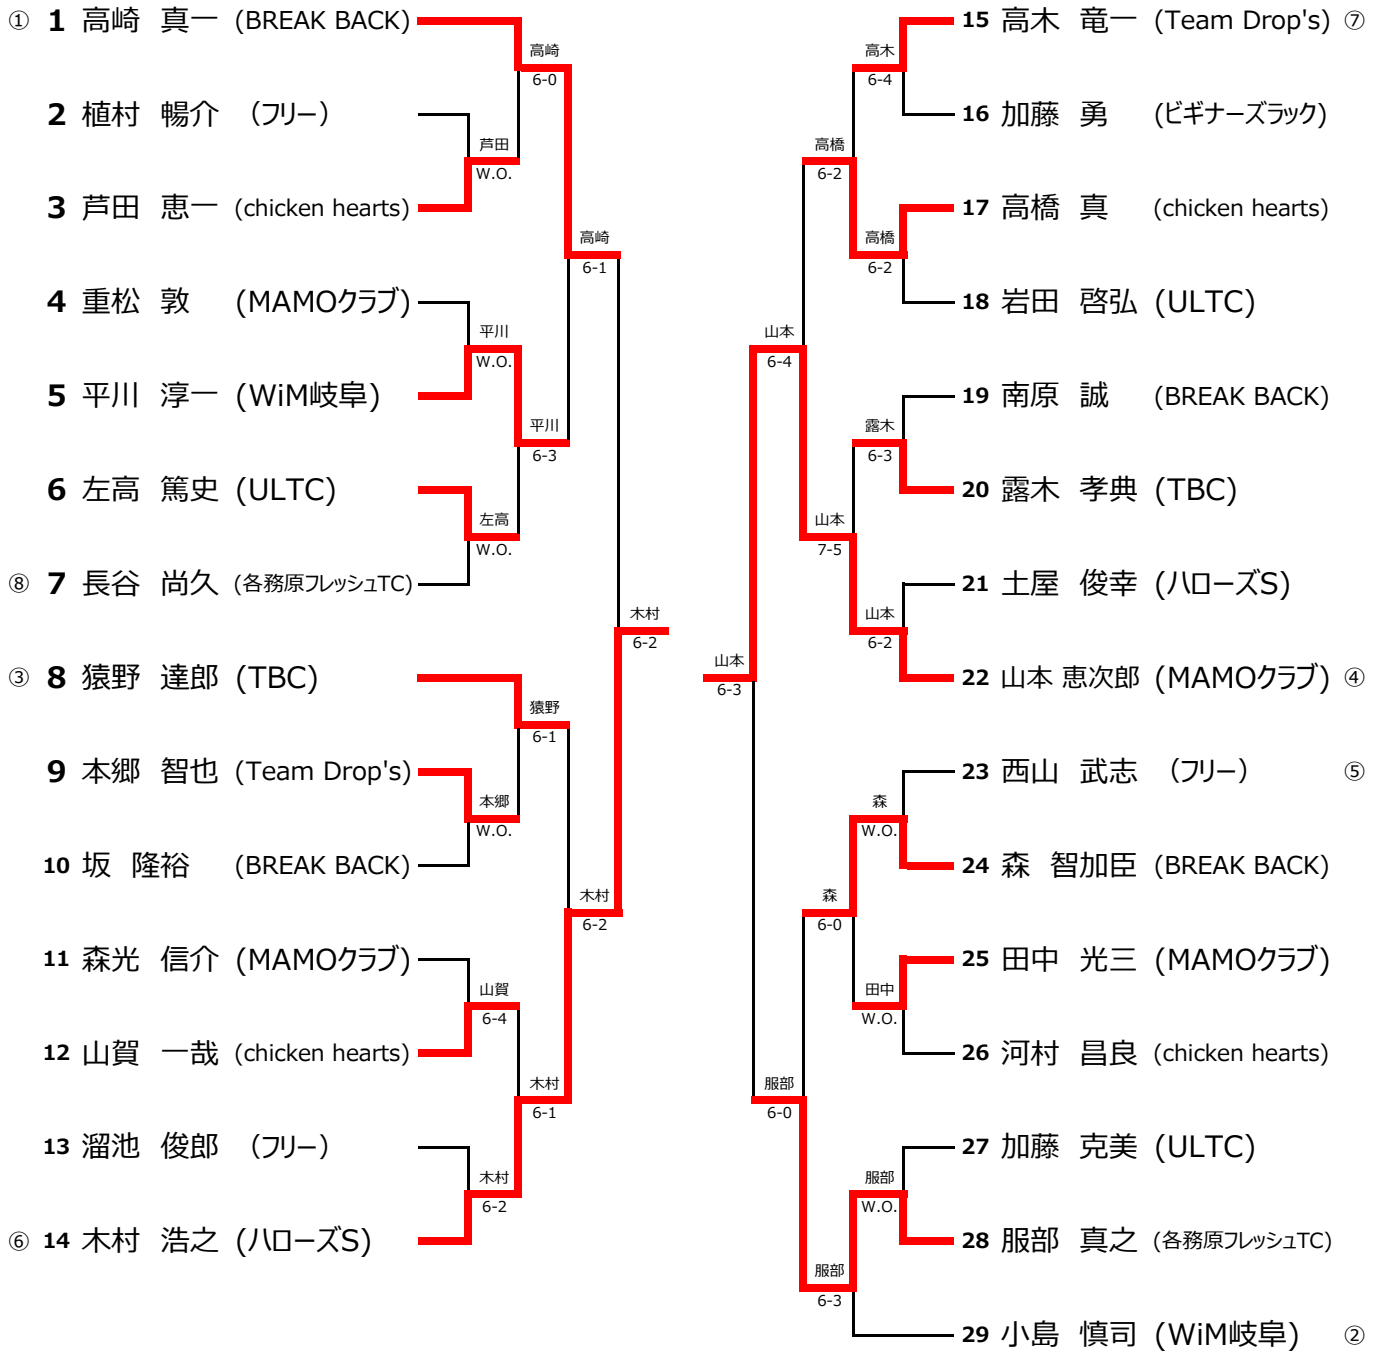 ① 1 高崎 真一 (BREAK BACK)
2 植村 暢介 (フリー)
3 芦田 恵一 (chicken hearts)
4 重松 敦 (MAMOクラブ)
5 平川 淳一 (WiM岐阜)
6 左高 篤史 (ULTC)
⑧ 7 長谷 尚久 (各務原フレッシュTC)
③ 8 猿野 達郎 (TBC)
9 本郷 智也 (Team Drop's)
10 坂 隆裕 (BREAK BACK)
11 森光 信介 (MAMOクラブ)
12 山賀 一哉 (chicken hearts)
13 溜池 俊郎 (フリー)
⑥ 14 木村 浩之 (ハローズS)
芦田
W.O.
平川
W.O.
左高
W.O.
本郷
W.O.
山賀
6-4
木村
6-2
高崎
6-0
平川
6-3
猿野
6-1
木村
6-1
高崎
6-1
木村
6-2
木村
6-2
山本
6-3
山本
6-4
服部
6-0
高橋
6-2
山本
7-5
森
6-0
服部
6-3
高木
6-4
高橋
6-2
露木
6-3
山本
6-2
森
W.O.
田中
W.O.
服部
W.O.
15 高木 竜一 (Team Drop's) ⑦
16 加藤 勇 (ビギナーズラック)
17 高橋 真 (chicken hearts)
18 岩田 啓弘 (ULTC)
19 南原 誠 (BREAK BACK)
20 露木 孝典 (TBC)
21 土屋 俊幸 (ハローズS)
22 山本 恵次郎 (MAMOクラブ) ④
23 西山 武志 (フリー) ⑤
24 森 智加臣 (BREAK BACK)
25 田中 光三 (MAMOクラブ)
26 河村 昌良 (chicken hearts)
27 加藤 克美 (ULTC)
28 服部 真之 (各務原フレッシュTC)
29 小島 慎司 (WiM岐阜) ②